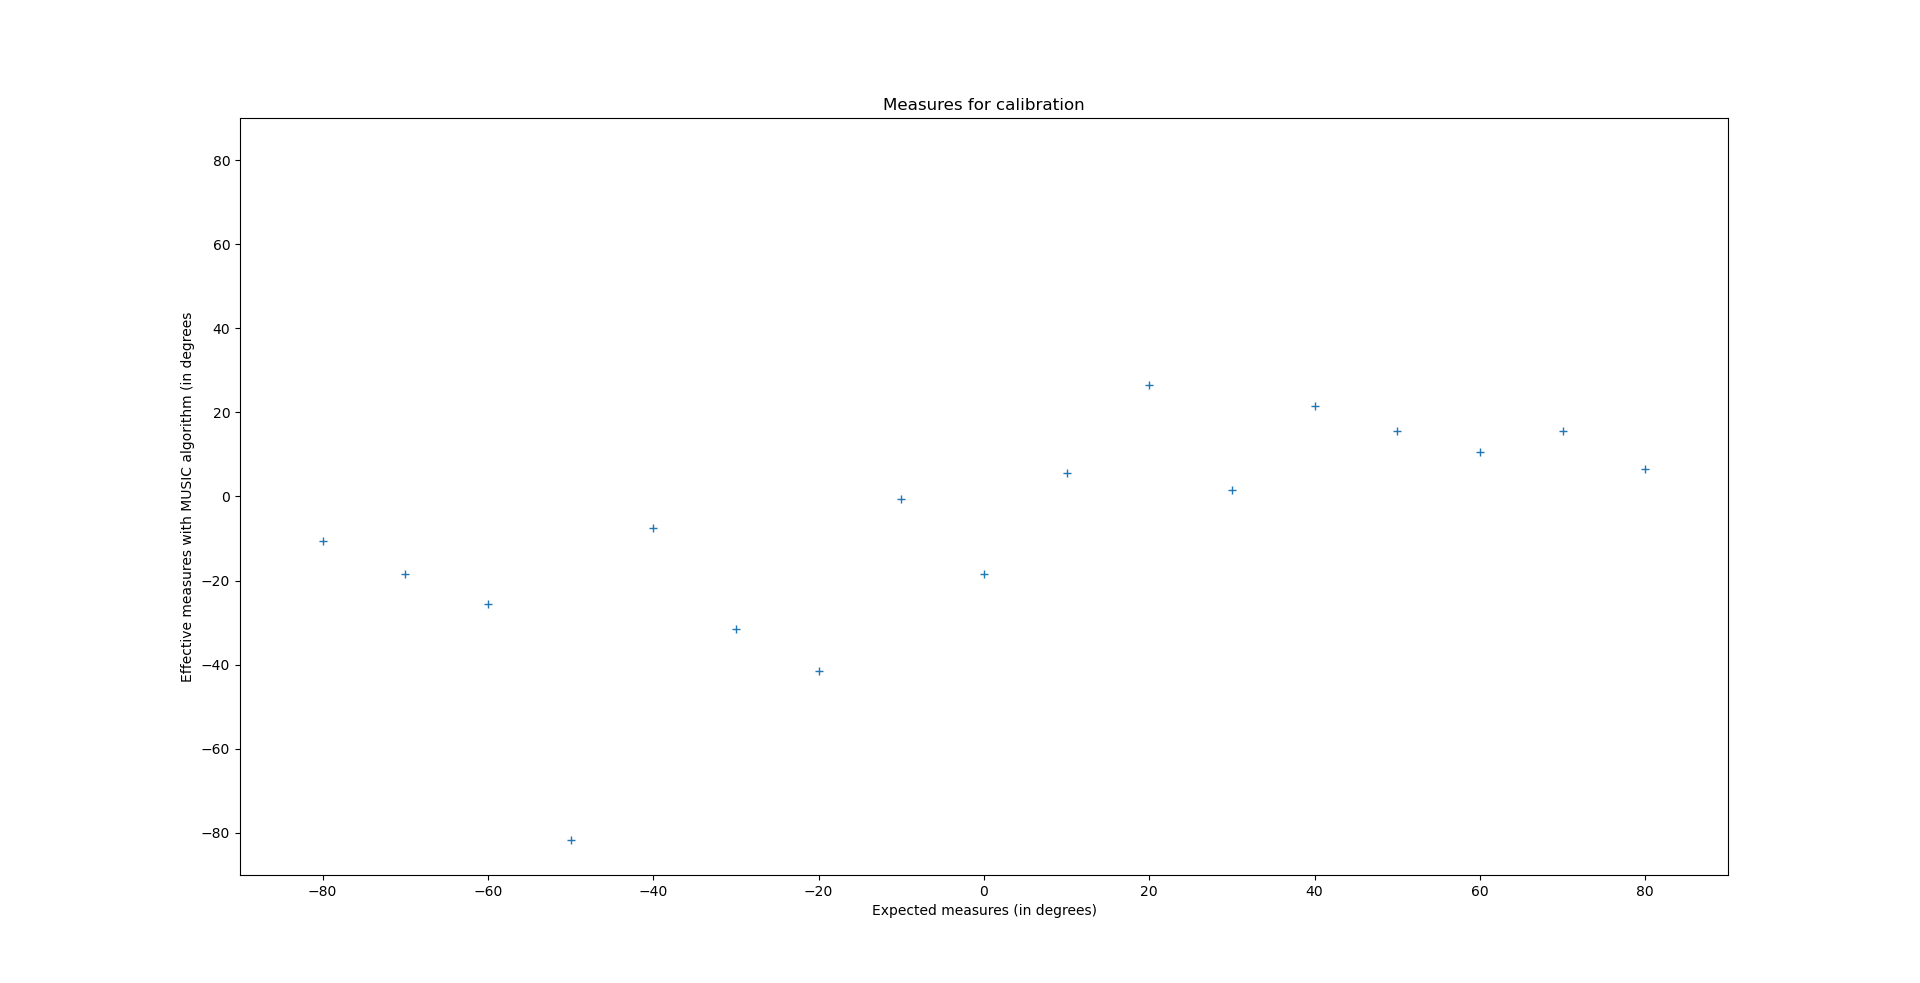 Measures for calibration
Effective measures with MUSIC algorithm (in degrees
80
60
40
20
0
−20
−40
−60
−80
−80 −60 −40 −20 0 20 40 60 80
Expected measures (in degrees)